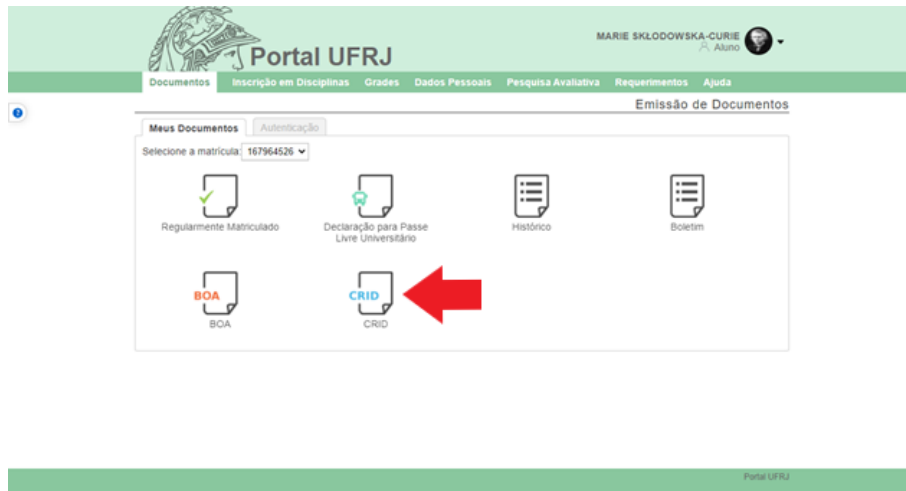 Portal UFRJ
MARIE SKŁODOWSKA-CURIE
Aluno
Documentos Inscrição em Disciplinas Grades Dados Pessoais Pesquisa Avaliativa Requerimentos Ajuda
Emissão de Documentos
Meus Documentos Autenticação
Selecione a matrícula: 167964526
Regularmente Matriculado
Declaração para Passe
Livre Universitário
Histórico
Boletim
BOA
BOA
CRID
CRID
Portal UFRJ